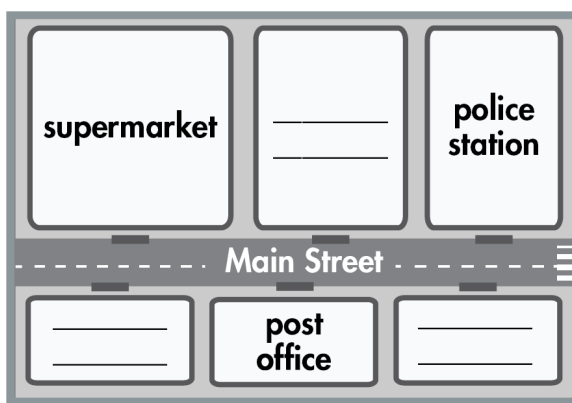 supermarket
police
station
Main Street
post
office